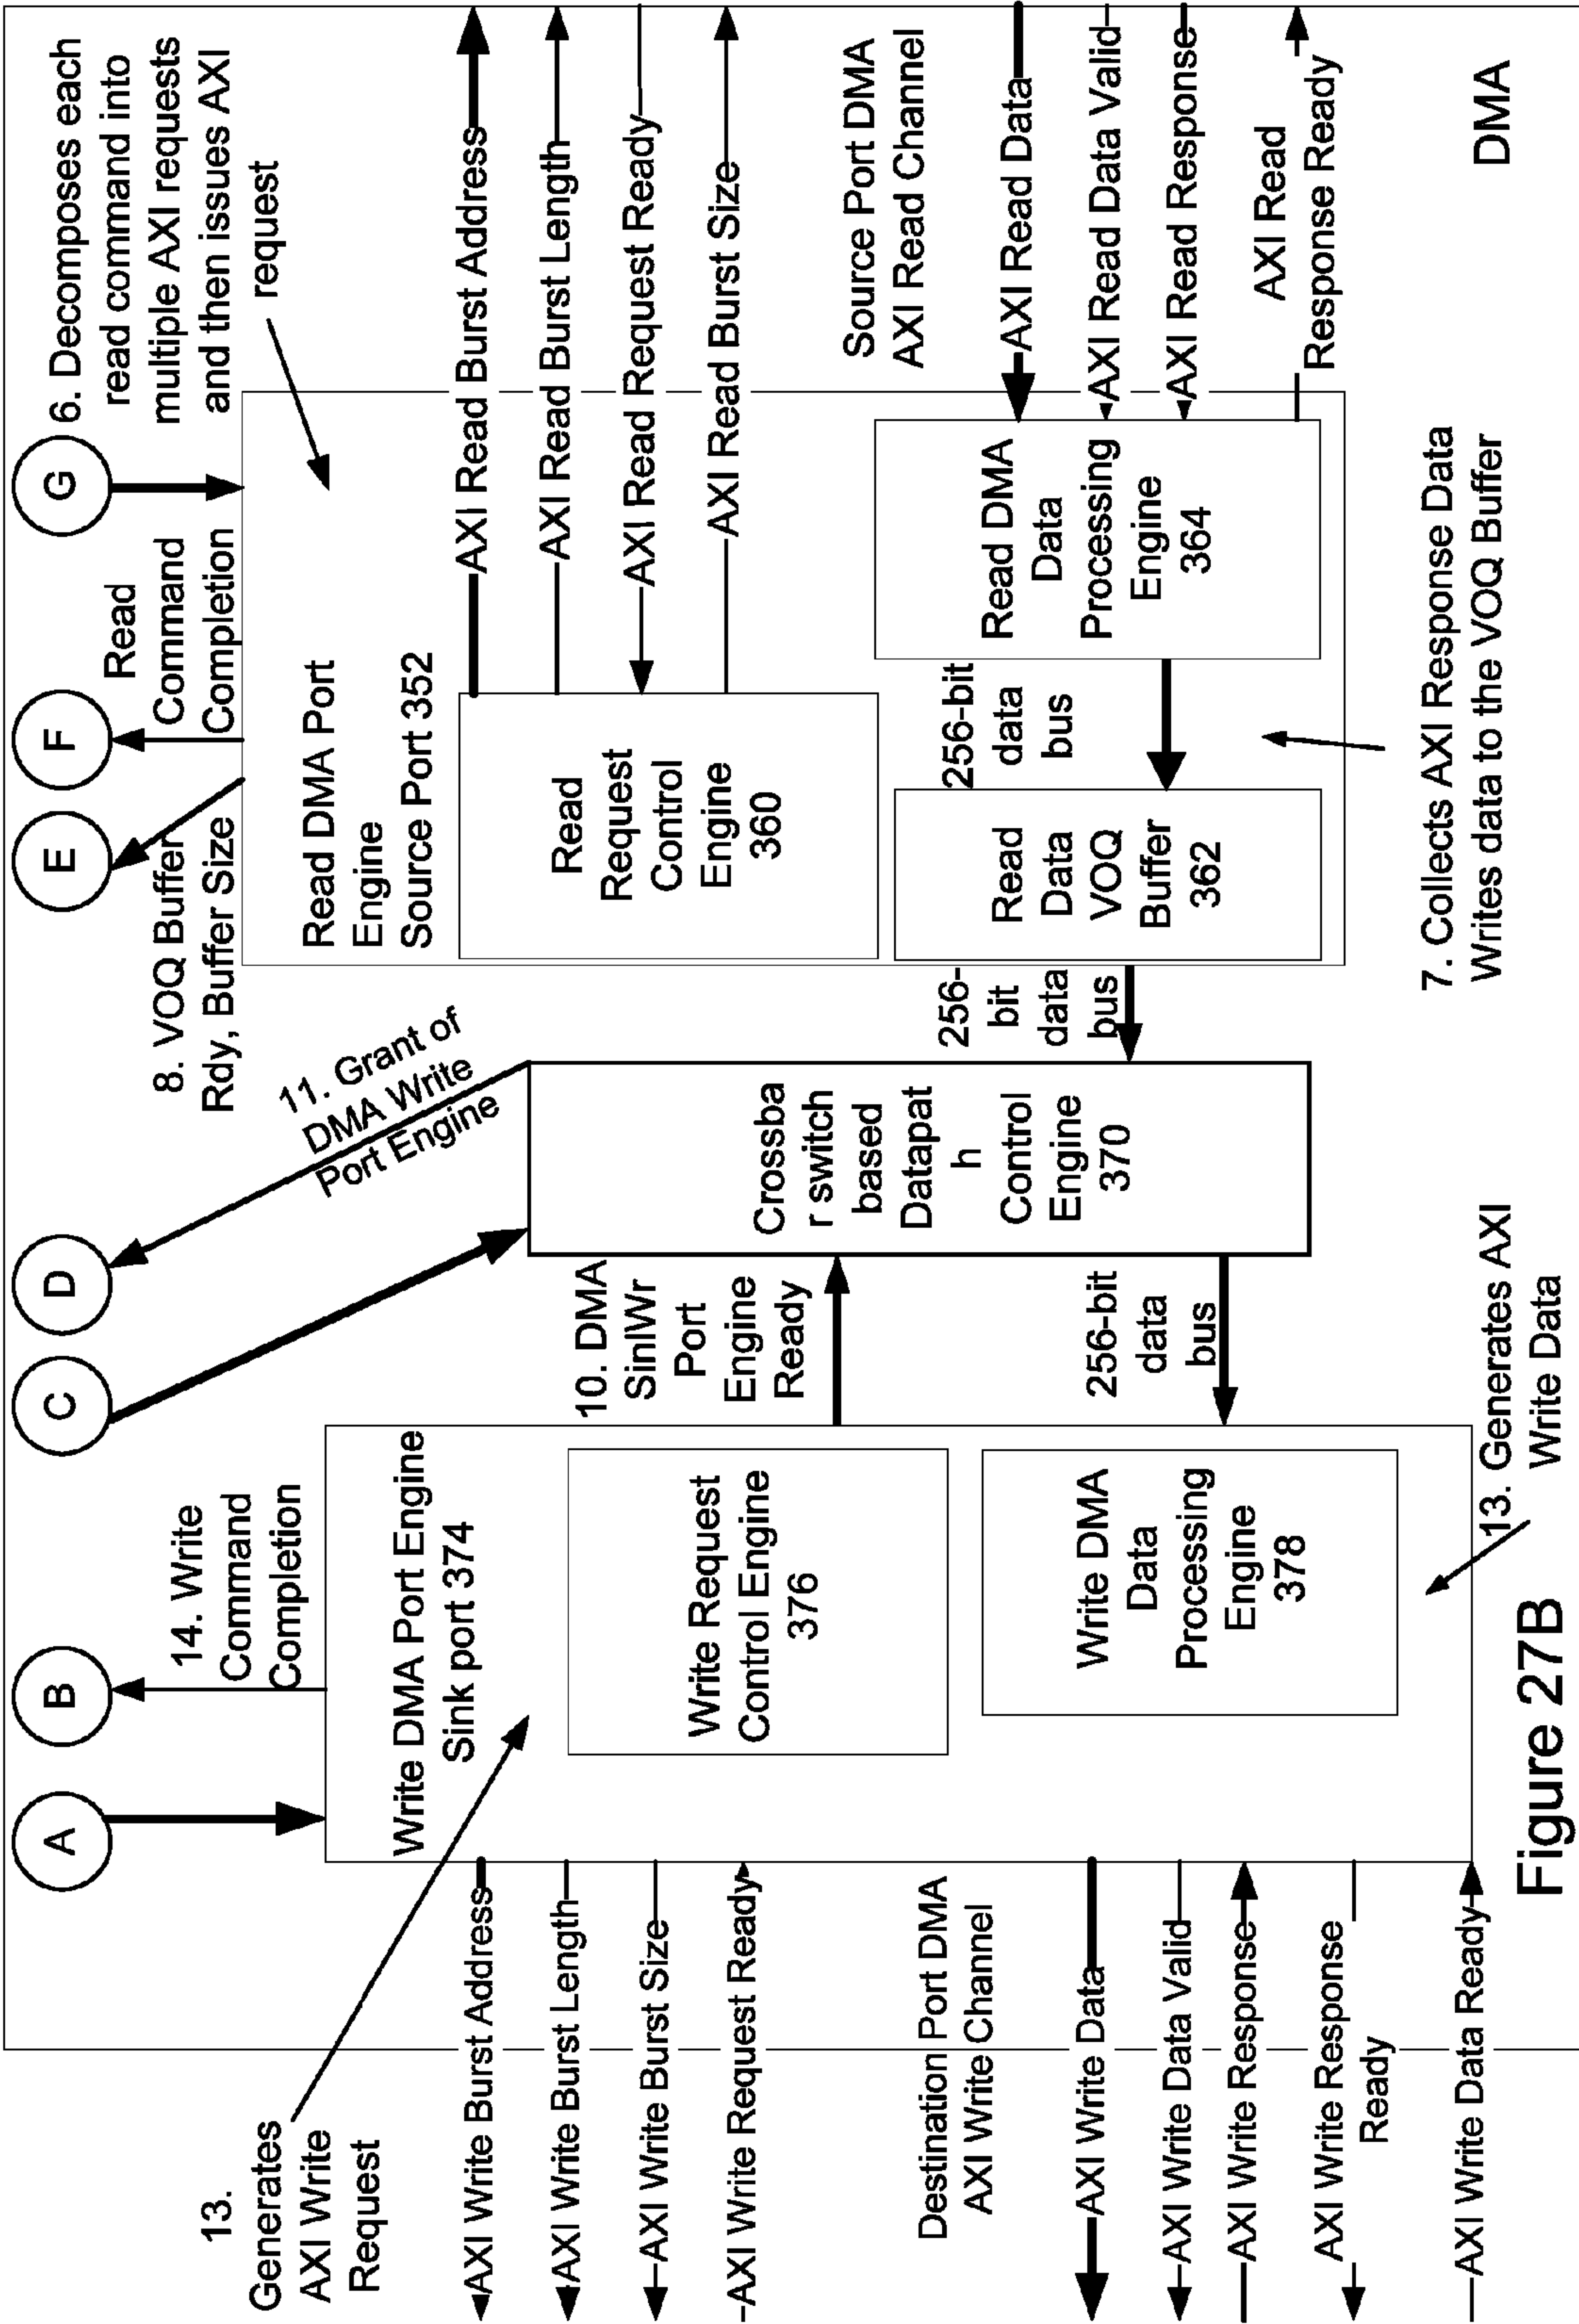 A
B
C
D
E
F
G
13.
Generates
AXI Write
Request
14. Write
Command
Completion
11. Grant of
DMA Write
Port Engine
8. VOQ Buffer
Rdy, Buffer Size
Read
Command
Completion
6. Decomposes each
read command into
multiple AXI requests
and then issues AXI
request
AXI Write Burst Address
AXI Write Burst Length
AXI Write Burst Size
AXI Write Request Ready
Destination Port DMA
AXI Write Channel
AXI Write Data
AXI Write Data Valid
AXI Write Response
AXI Write Response
Ready
AXI Write Data Ready
Write DMA Port Engine
Sink port 374
Write Request
Control Engine
376
Write DMA
Data
Processing
Engine
378
13. Generates AXI
Write Data
10. DMA
SinlWr
Port
Engine
Ready
256-bit
data
bus
Crossba
r switch
based
Datapat
h
Control
Engine
370
256-
bit
data
bus
Read DMA Port
Engine
Source Port 352
Read
Request
Control
Engine
360
Read
Data
VOQ
Buffer
362
256-bit
data
bus
Read DMA
Data
Processing
Engine
364
7. Collects AXI Response Data
Writes data to the VOQ Buffer
AXI Read Burst Address
AXI Read Burst Length
AXI Read Request Ready
AXI Read Burst Size
Source Port DMA
AXI Read Channel
AXI Read Data
AXI Read Data Valid
AXI Read Response
AXI Read
Response Ready
DMA
Figure 27B